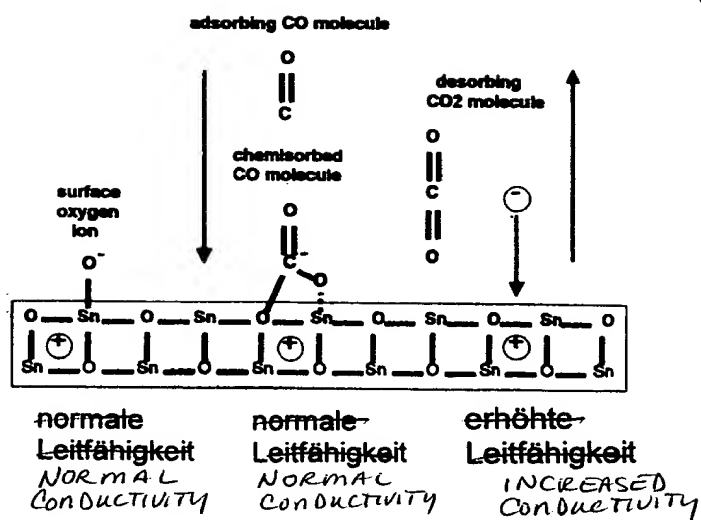 adsorbing CO molecule
O
C
desorbing
CO2 molecule
chemisorbed
CO molecule
surface
oxygen
ion
O
C
O
-
O-
O
C-
O
O Sn O Sn O Sn O Sn O Sn O
+ + +
Sn O Sn O Sn O Sn O Sn O Sn
normale normale erhöhte
Leitfähigkeit Leitfähigkeit Leitfähigkeit
NORMAL NORMAL INCREASED
CONDUCTIVITY CONDUCTIVITY CONDUCTIVITY